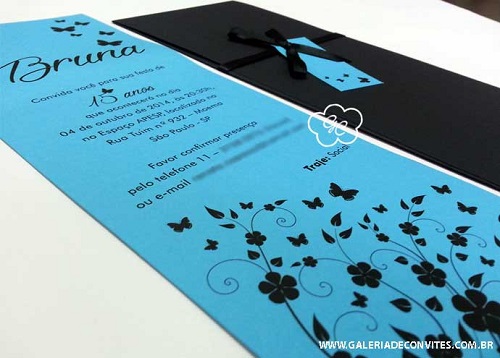 Bruna
Convida você para sua festa de
15 anos
que acontecerá no dia
04 de outubro de 2014, às 20:30h,
no Espaço APESP, localizado na
Rua Tuim nº 932 - Moema
São Paulo - SP
Favor confirmar presença
pelo telefone 11 -
ou e-mail
Traje: Social
WWW.GALERIADECONVITES.COM.BR